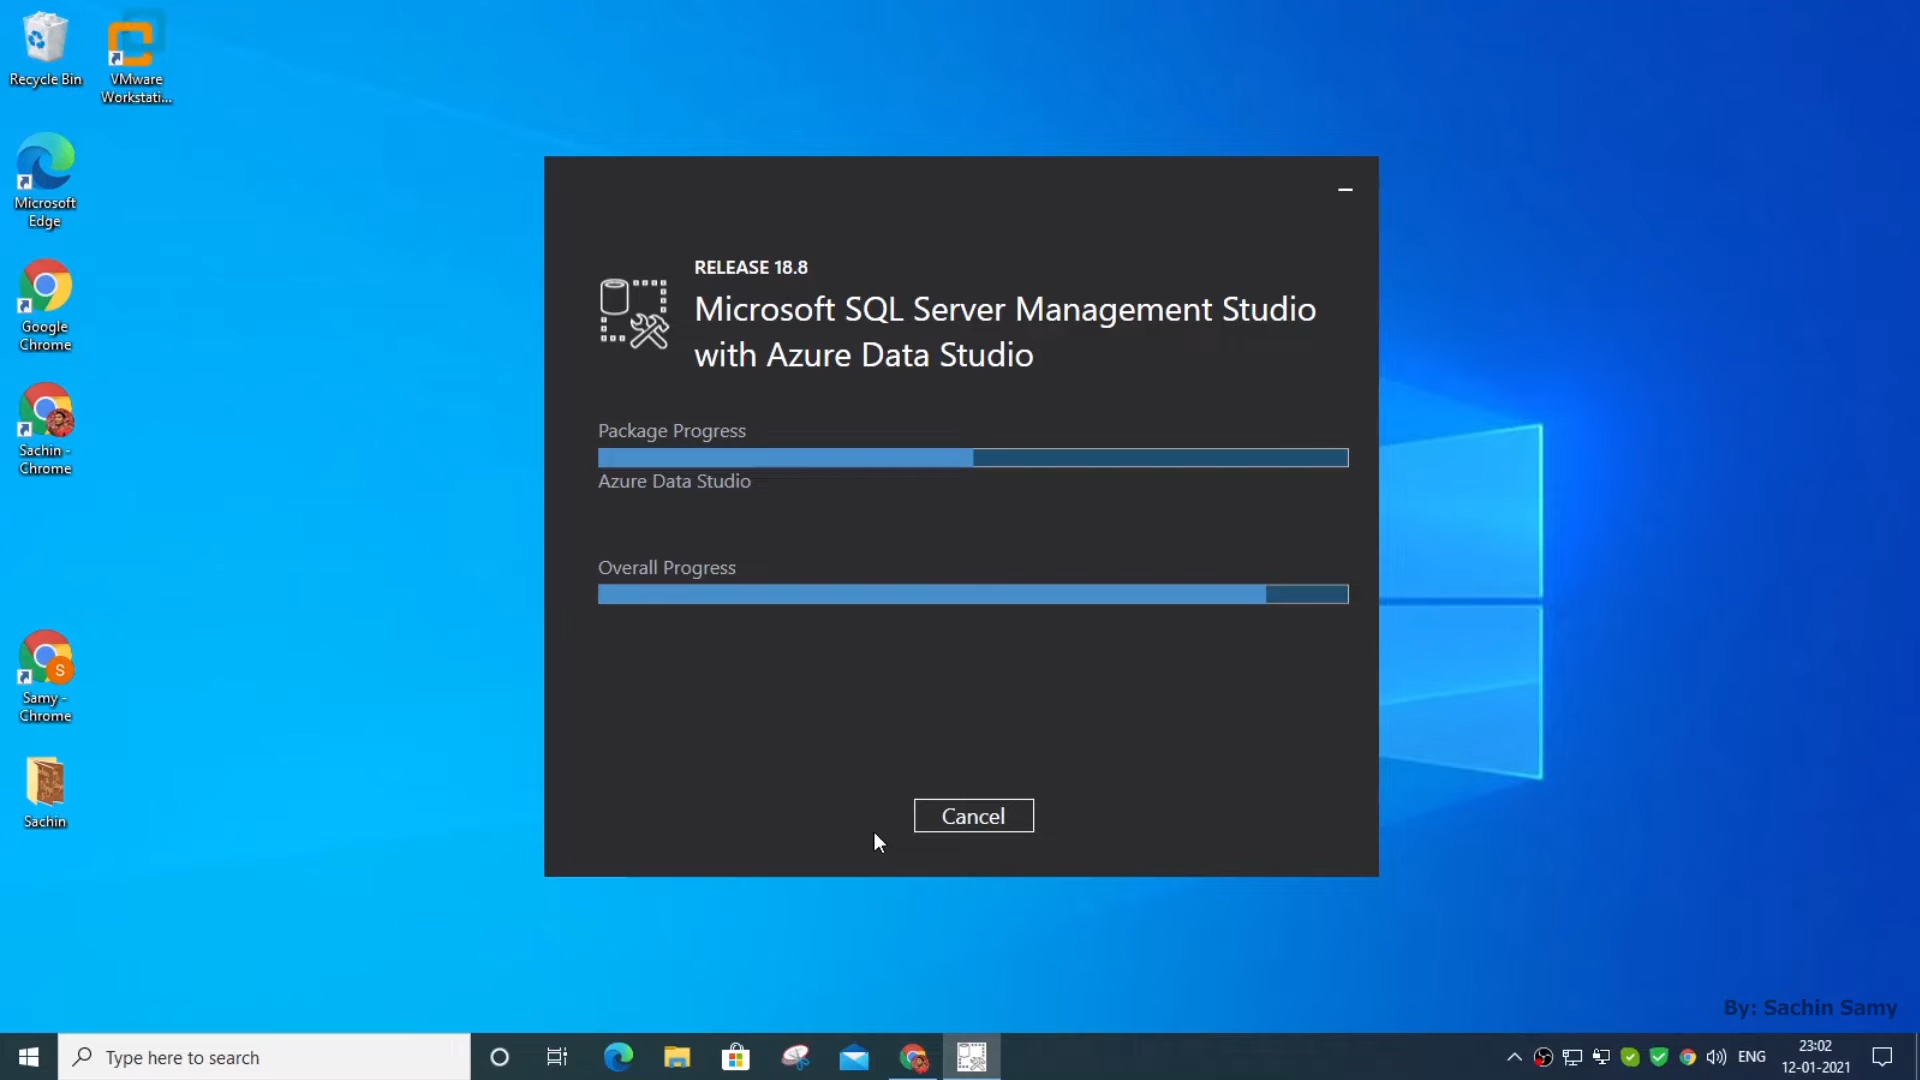 Recycle Bin
VMware
Workstati...
Microsoft
Edge
Google
Chrome
Sachin -
Chrome
S
Samy -
Chrome
Sachin
RELEASE 18.8
Microsoft SQL Server Management Studio
with Azure Data Studio
Package Progress
Azure Data Studio
Overall Progress
Cancel
By: Sachin Samy
Type here to search
ENG
23:02
12-01-2021